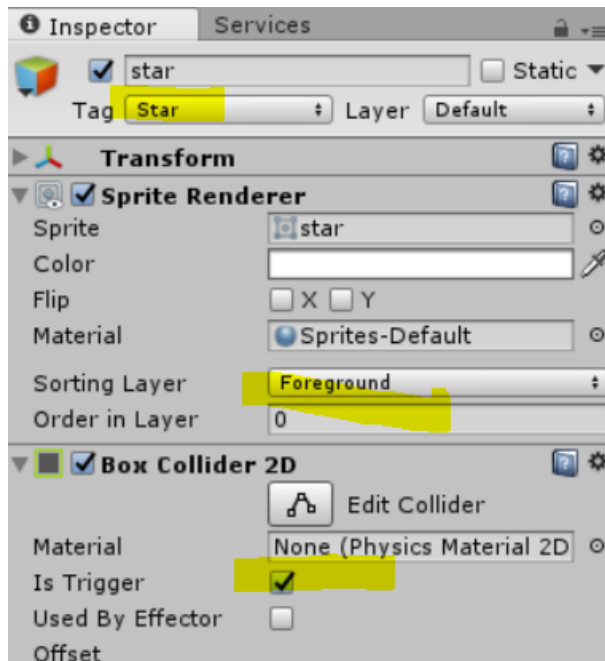 Inspector Services
star Static
Tag Star Layer Default
Transform
Sprite Renderer
Sprite star
Color
Flip X Y
Material Sprites-Default
Sorting Layer Foreground
Order in Layer 0
Box Collider 2D
Edit Collider
Material None (Physics Material 2D
Is Trigger
Used By Effector
Offset